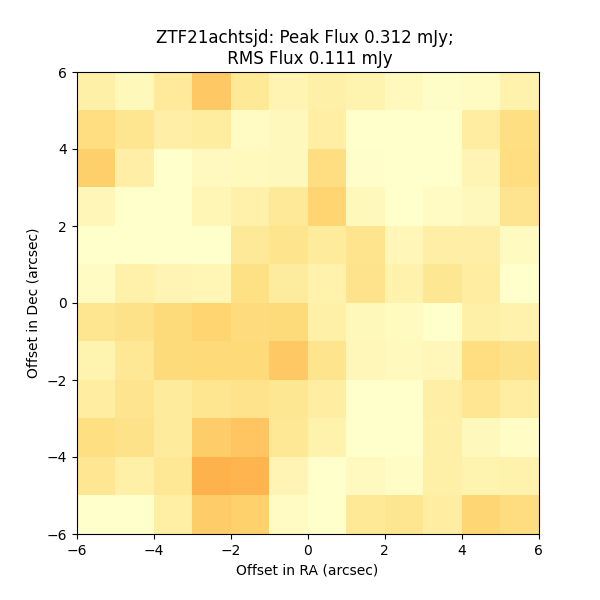 ZTF21achtsjd: Peak Flux 0.312 mJy;
RMS Flux 0.111 mJy
6
4
2
0
−2
−4
−6
Offset in Dec (arcsec)
−6 −4 −2 0 2 4 6
Offset in RA (arcsec)